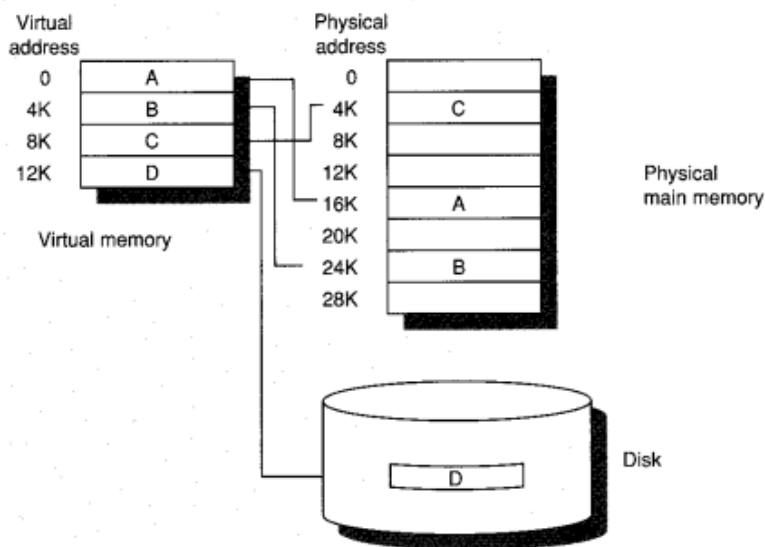 Virtual address
0 A
4K B
8K C
12K D
Virtual memory
Physical address
0
4K C
8K
12K
16K A
20K
24K B
28K
Physical main memory
Disk
D